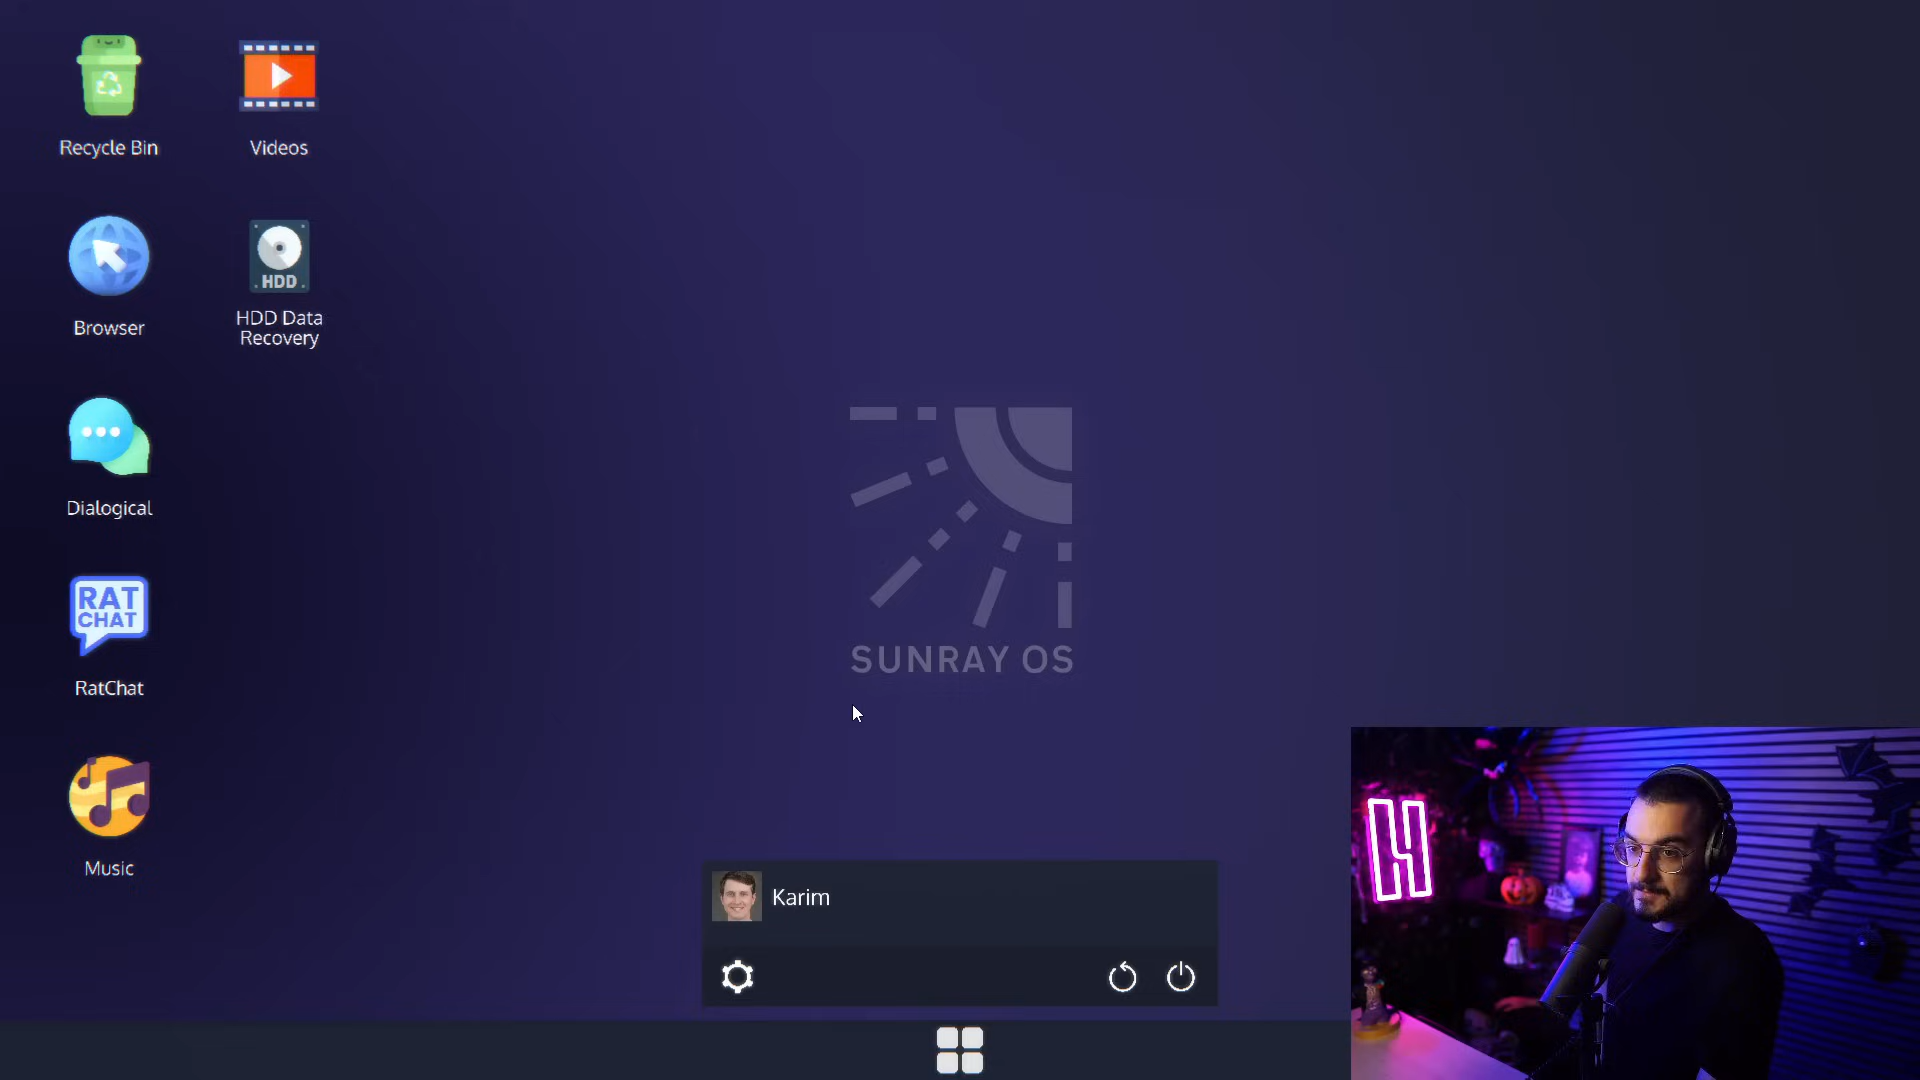 Recycle Bin
Videos
Browser
HDD
HDD Data
Recovery
Dialogical
RAT
CHAT
RatChat
Music
SUNRAY OS
Karim